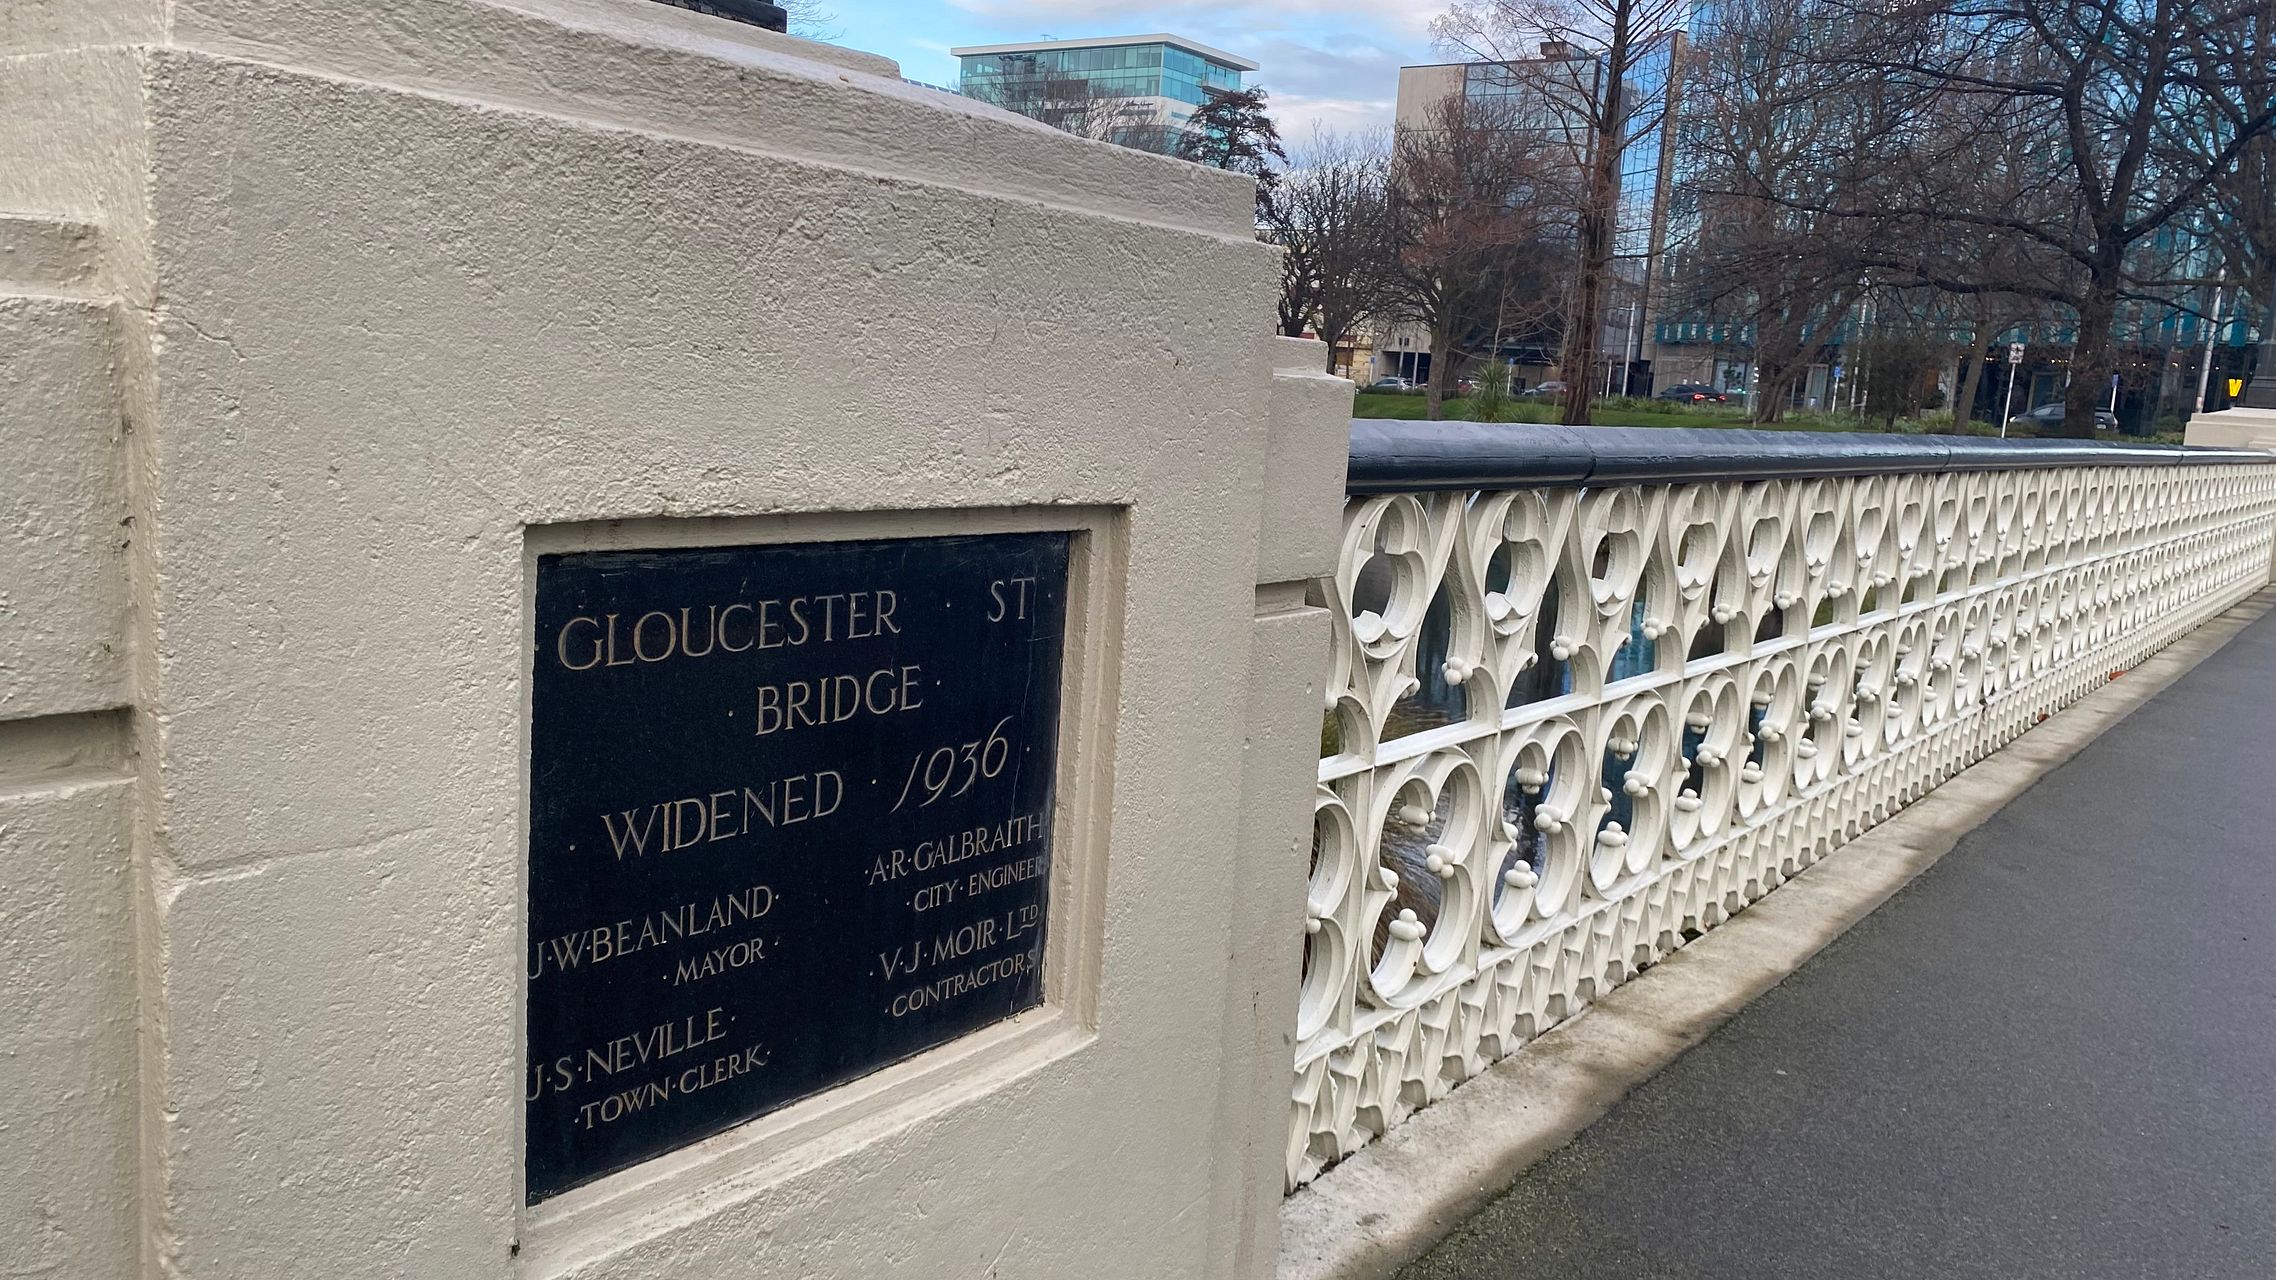 GLOUCESTER · ST ·
· BRIDGE ·
· WIDENED · 1936 ·
J·W·BEANLAND·
· MAYOR ·
J·S·NEVILLE·
·TOWN·CLERK·
·A·R·GALBRAITH
·CITY·ENGINEER
·V·J·MOIR·LTD
·CONTRACTORS
V